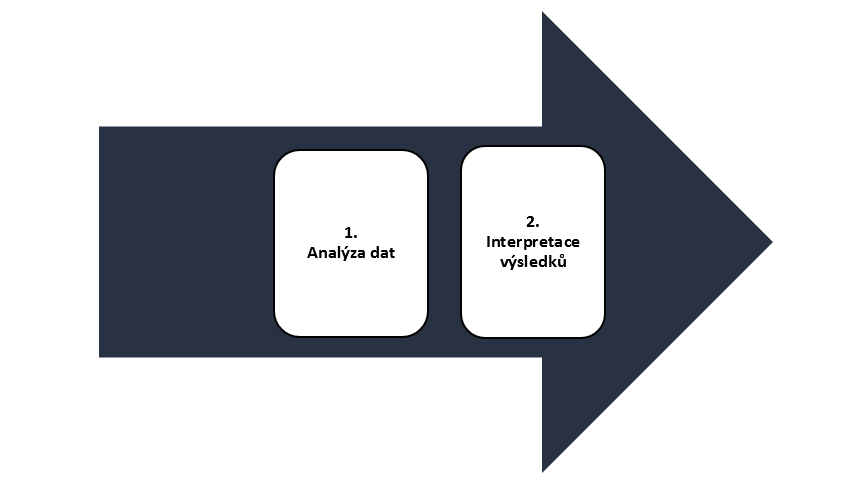 1.
Analýza dat
2.
Interpretace
výsledků